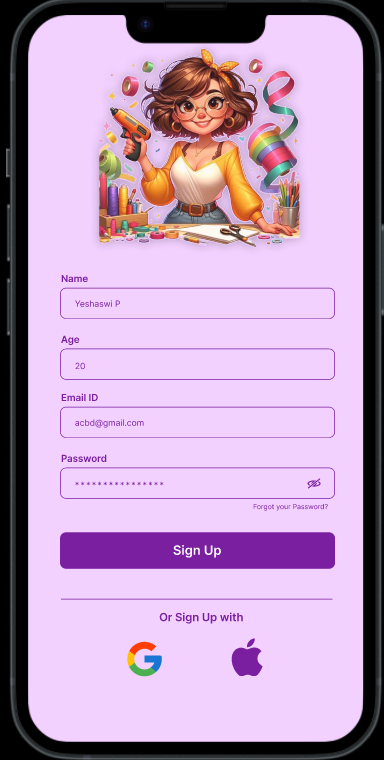 Name
Yeshaswi P
Age
20
Email ID
acbd@gmail.com
Password
****************
Forgot your Password?
Sign Up
Or Sign Up with